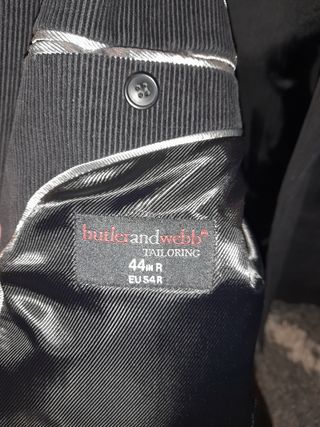 butlerandwebb
TAILORING
44IN R
EU 54 R